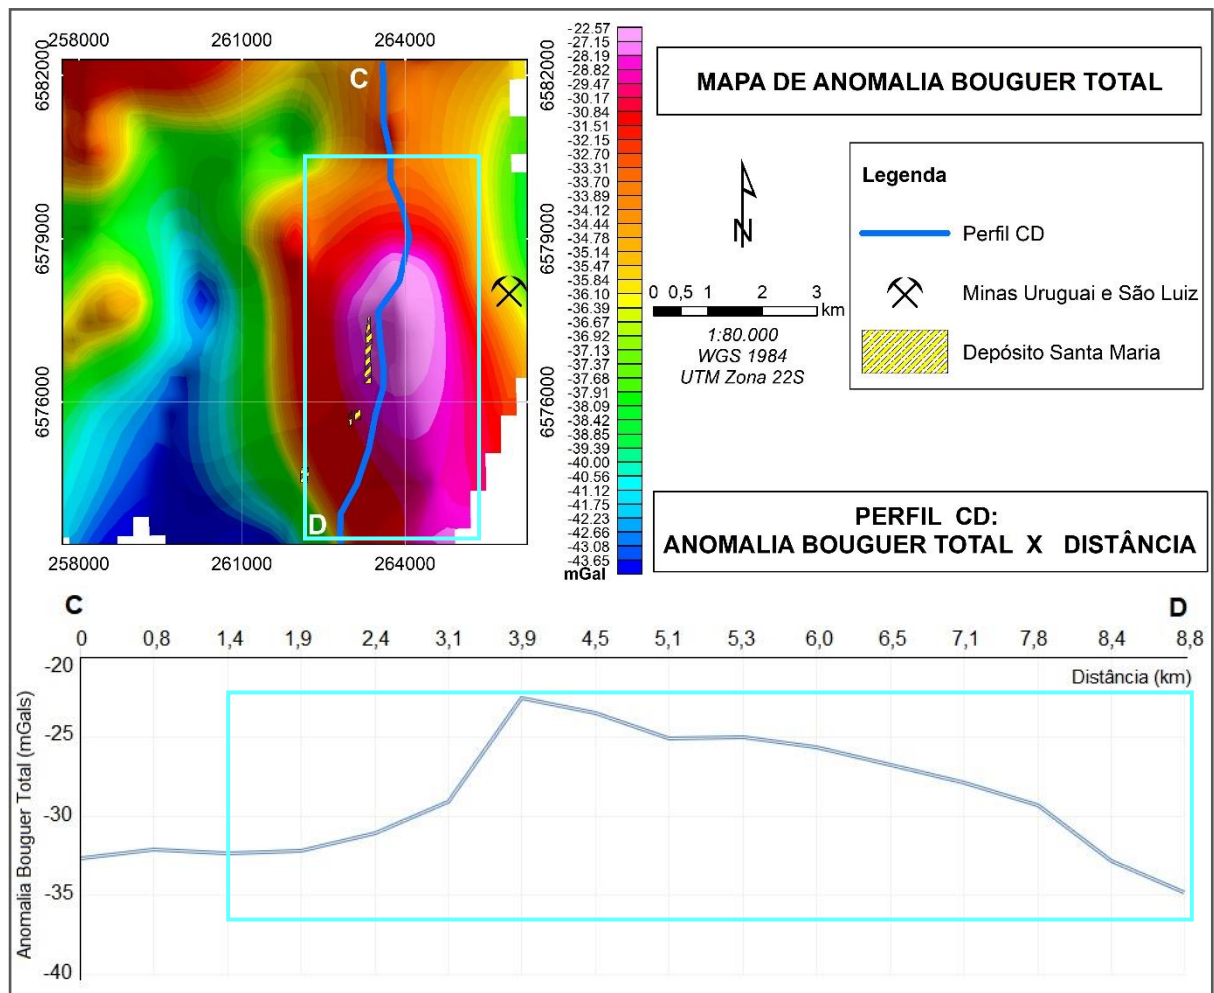 258000 261000 264000
6582000
6579000
6576000
C
D
6582000
6579000
6576000
258000 261000 264000
-22.57
-27.15
-28.19
-28.82
-29.47
-30.17
-30.84
-31.51
-32.15
-32.70
-33.31
-33.70
-33.89
-34.12
-34.44
-34.78
-35.14
-35.47
-35.84
-36.10
-36.39
-36.67
-36.92
-37.13
-37.37
-37.68
-37.91
-38.09
-38.42
-38.85
-39.39
-40.00
-40.56
-41.12
-41.75
-42.23
-42.66
-43.08
-43.65
mGal
MAPA DE ANOMALIA BOUGUER TOTAL
N
0 0,5 1 2 3
km
1:80.000
WGS 1984
UTM Zona 22S
Legenda
Perfil CD
Minas Uruguai e São Luiz
Depósito Santa Maria
PERFIL CD:
ANOMALIA BOUGUER TOTAL X DISTÂNCIA
C D
0 0,8 1,4 1,9 2,4 3,1 3,9 4,5 5,1 5,3 6,0 6,5 7,1 7,8 8,4 8,8
Distância (km)
Anomalia Bouguer Total (mGals)
-20
-25
-30
-35
-40